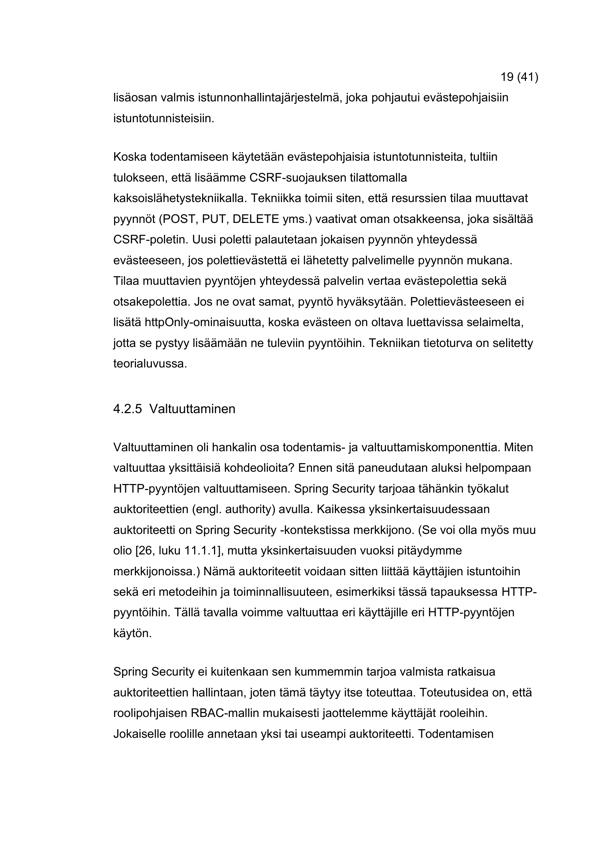 19 (41)
lisäosan valmis istunnonhallintajärjestelmä, joka pohjautui evästepohjaisiin
istuntotunnisteisiin.
Koska todentamiseen käytetään evästepohjaisia istuntotunnisteita, tultiin
tulokseen, että lisäämme CSRF-suojauksen tilattomalla
kaksoislähetystekniikalla. Tekniikka toimii siten, että resurssien tilaa muuttavat
pyynnöt (POST, PUT, DELETE yms.) vaativat oman otsakkeensa, joka sisältää
CSRF-poletin. Uusi poletti palautetaan jokaisen pyynnön yhteydessä
evästeeseen, jos polettievästettä ei lähetetty palvelimelle pyynnön mukana.
Tilaa muuttavien pyyntöjen yhteydessä palvelin vertaa evästepolettia sekä
otsakepolettia. Jos ne ovat samat, pyyntö hyväksytään. Polettievästeeseen ei
lisätä httpOnly-ominaisuutta, koska evästeen on oltava luettavissa selaimelta,
jotta se pystyy lisäämään ne tuleviin pyyntöihin. Tekniikan tietoturva on selitetty
teorialuvussa.
4.2.5 Valtuuttaminen
Valtuuttaminen oli hankalin osa todentamis- ja valtuuttamiskomponenttia. Miten
valtuuttaa yksittäisiä kohdeolioita? Ennen sitä paneudutaan aluksi helpompaan
HTTP-pyyntöjen valtuuttamiseen. Spring Security tarjoaa tähänkin työkalut
auktoriteettien (engl. authority) avulla. Kaikessa yksinkertaisuudessaan
auktoriteetti on Spring Security -kontekstissa merkkijono. (Se voi olla myös muu
olio [26, luku 11.1.1], mutta yksinkertaisuuden vuoksi pitäydymme
merkkijonoissa.) Nämä auktoriteetit voidaan sitten liittää käyttäjien istuntoihin
sekä eri metodeihin ja toiminnallisuuteen, esimerkiksi tässä tapauksessa HTTP-
pyyntöihin. Tällä tavalla voimme valtuuttaa eri käyttäjille eri HTTP-pyyntöjen
käytön.
Spring Security ei kuitenkaan sen kummemmin tarjoa valmista ratkaisua
auktoriteettien hallintaan, joten tämä täytyy itse toteuttaa. Toteutusidea on, että
roolipohjaisen RBAC-mallin mukaisesti jaottelemme käyttäjät rooleihin.
Jokaiselle roolille annetaan yksi tai useampi auktoriteetti. Todentamisen